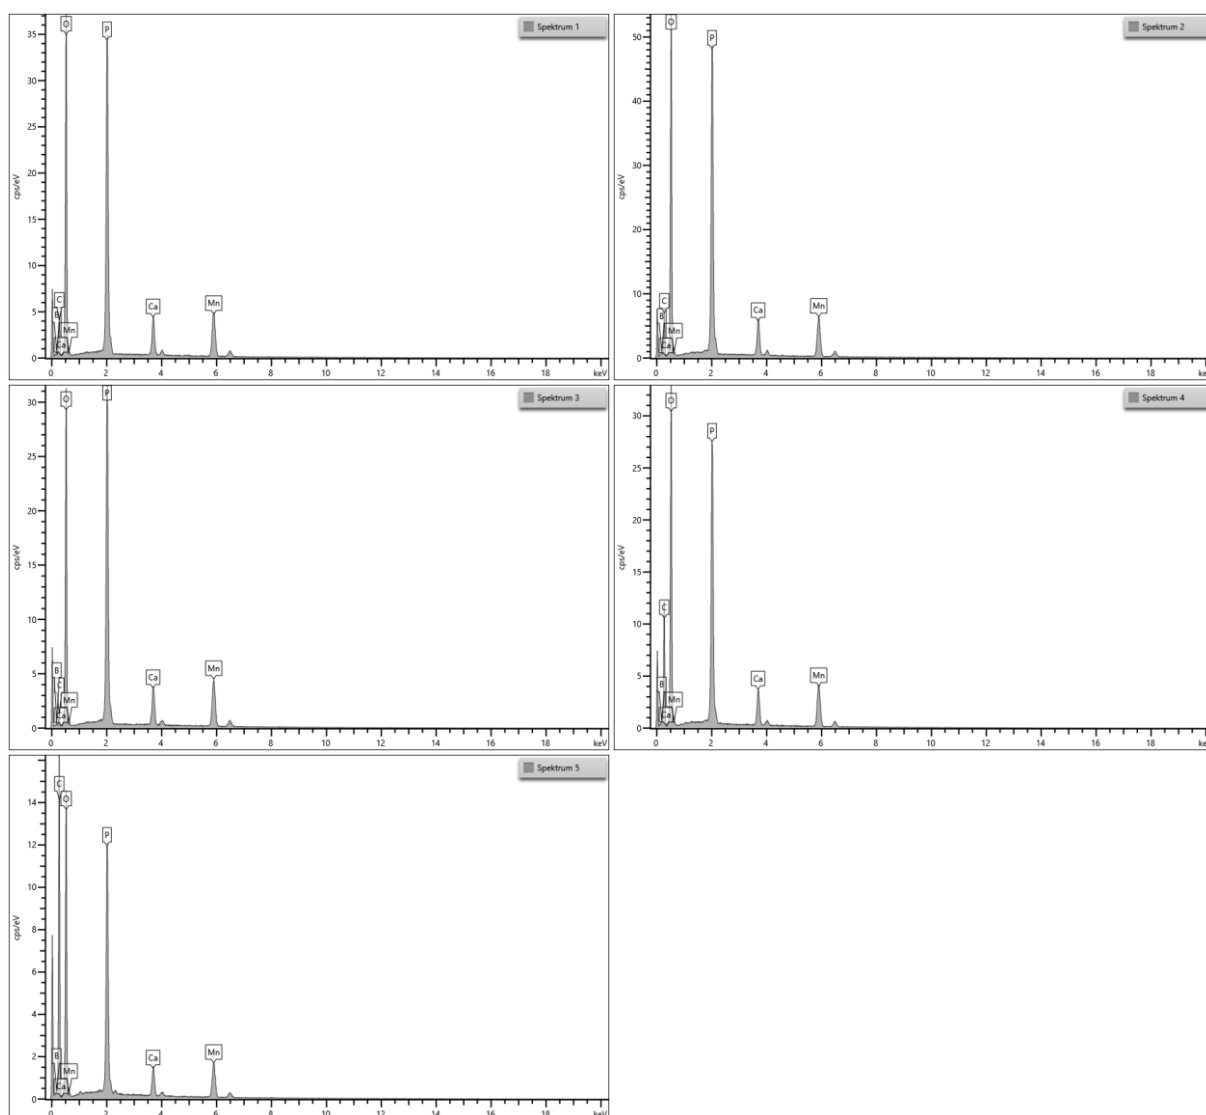 Spektrum 1
cps/eV
35
30
25
20
15
10
5
0
O
P
C
B
Ca
Mn
Ca
Mn
0 2 4 6 8 10 12 14 16 18 keV
Spektrum 2
cps/eV
50
40
30
20
10
0
O
P
C
B
Ca
Mn
Ca
Mn
0 2 4 6 8 10 12 14 16 18
Spektrum 3
cps/eV
30
25
20
15
10
5
0
O
P
B
C
Ca
Mn
Ca
Mn
0 2 4 6 8 10 12 14 16 18 keV
Spektrum 4
cps/eV
30
25
20
15
10
5
0
O
P
C
B
Ca
Mn
Ca
Mn
0 2 4 6 8 10 12 14 16 18
Spektrum 5
cps/eV
14
12
10
8
6
4
2
0
C
O
P
B
Ca
Mn
Ca
Mn
0 2 4 6 8 10 12 14 16 18 keV